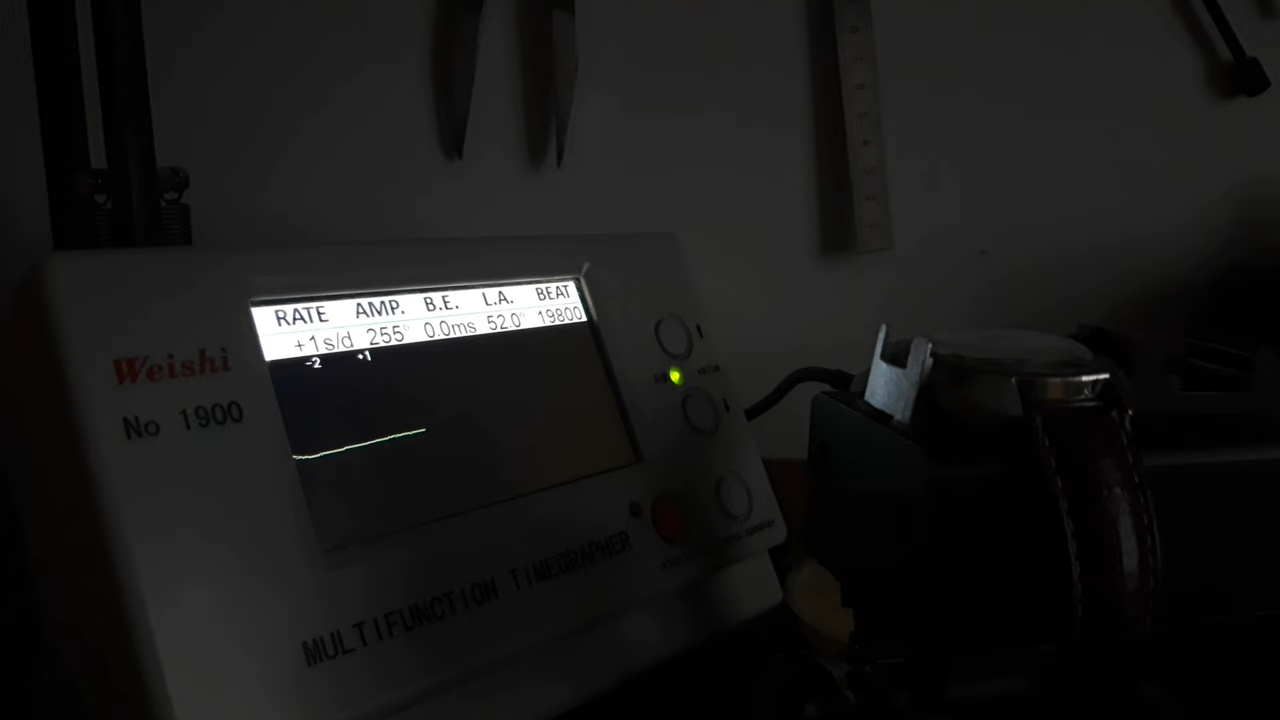 RATE AMP. B.E. L.A. BEAT
+1s/d 255° 0.0ms 52.0° 19800
-2 +1
Weishi
No 1900
MULTIFUNCTION TIMEGRAPHER